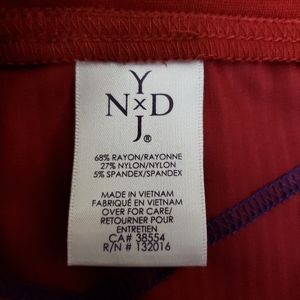 Y
N x D
J®
68% RAYON/RAYONNE
27% NYLON/NYLON
5% SPANDEX/SPANDEX
MADE IN VIETNAM
FABRIQUÉ EN VIETNAM
OVER FOR CARE/
RETOURNER POUR
ENTRETIEN
CA# 38554
R/N # 132016